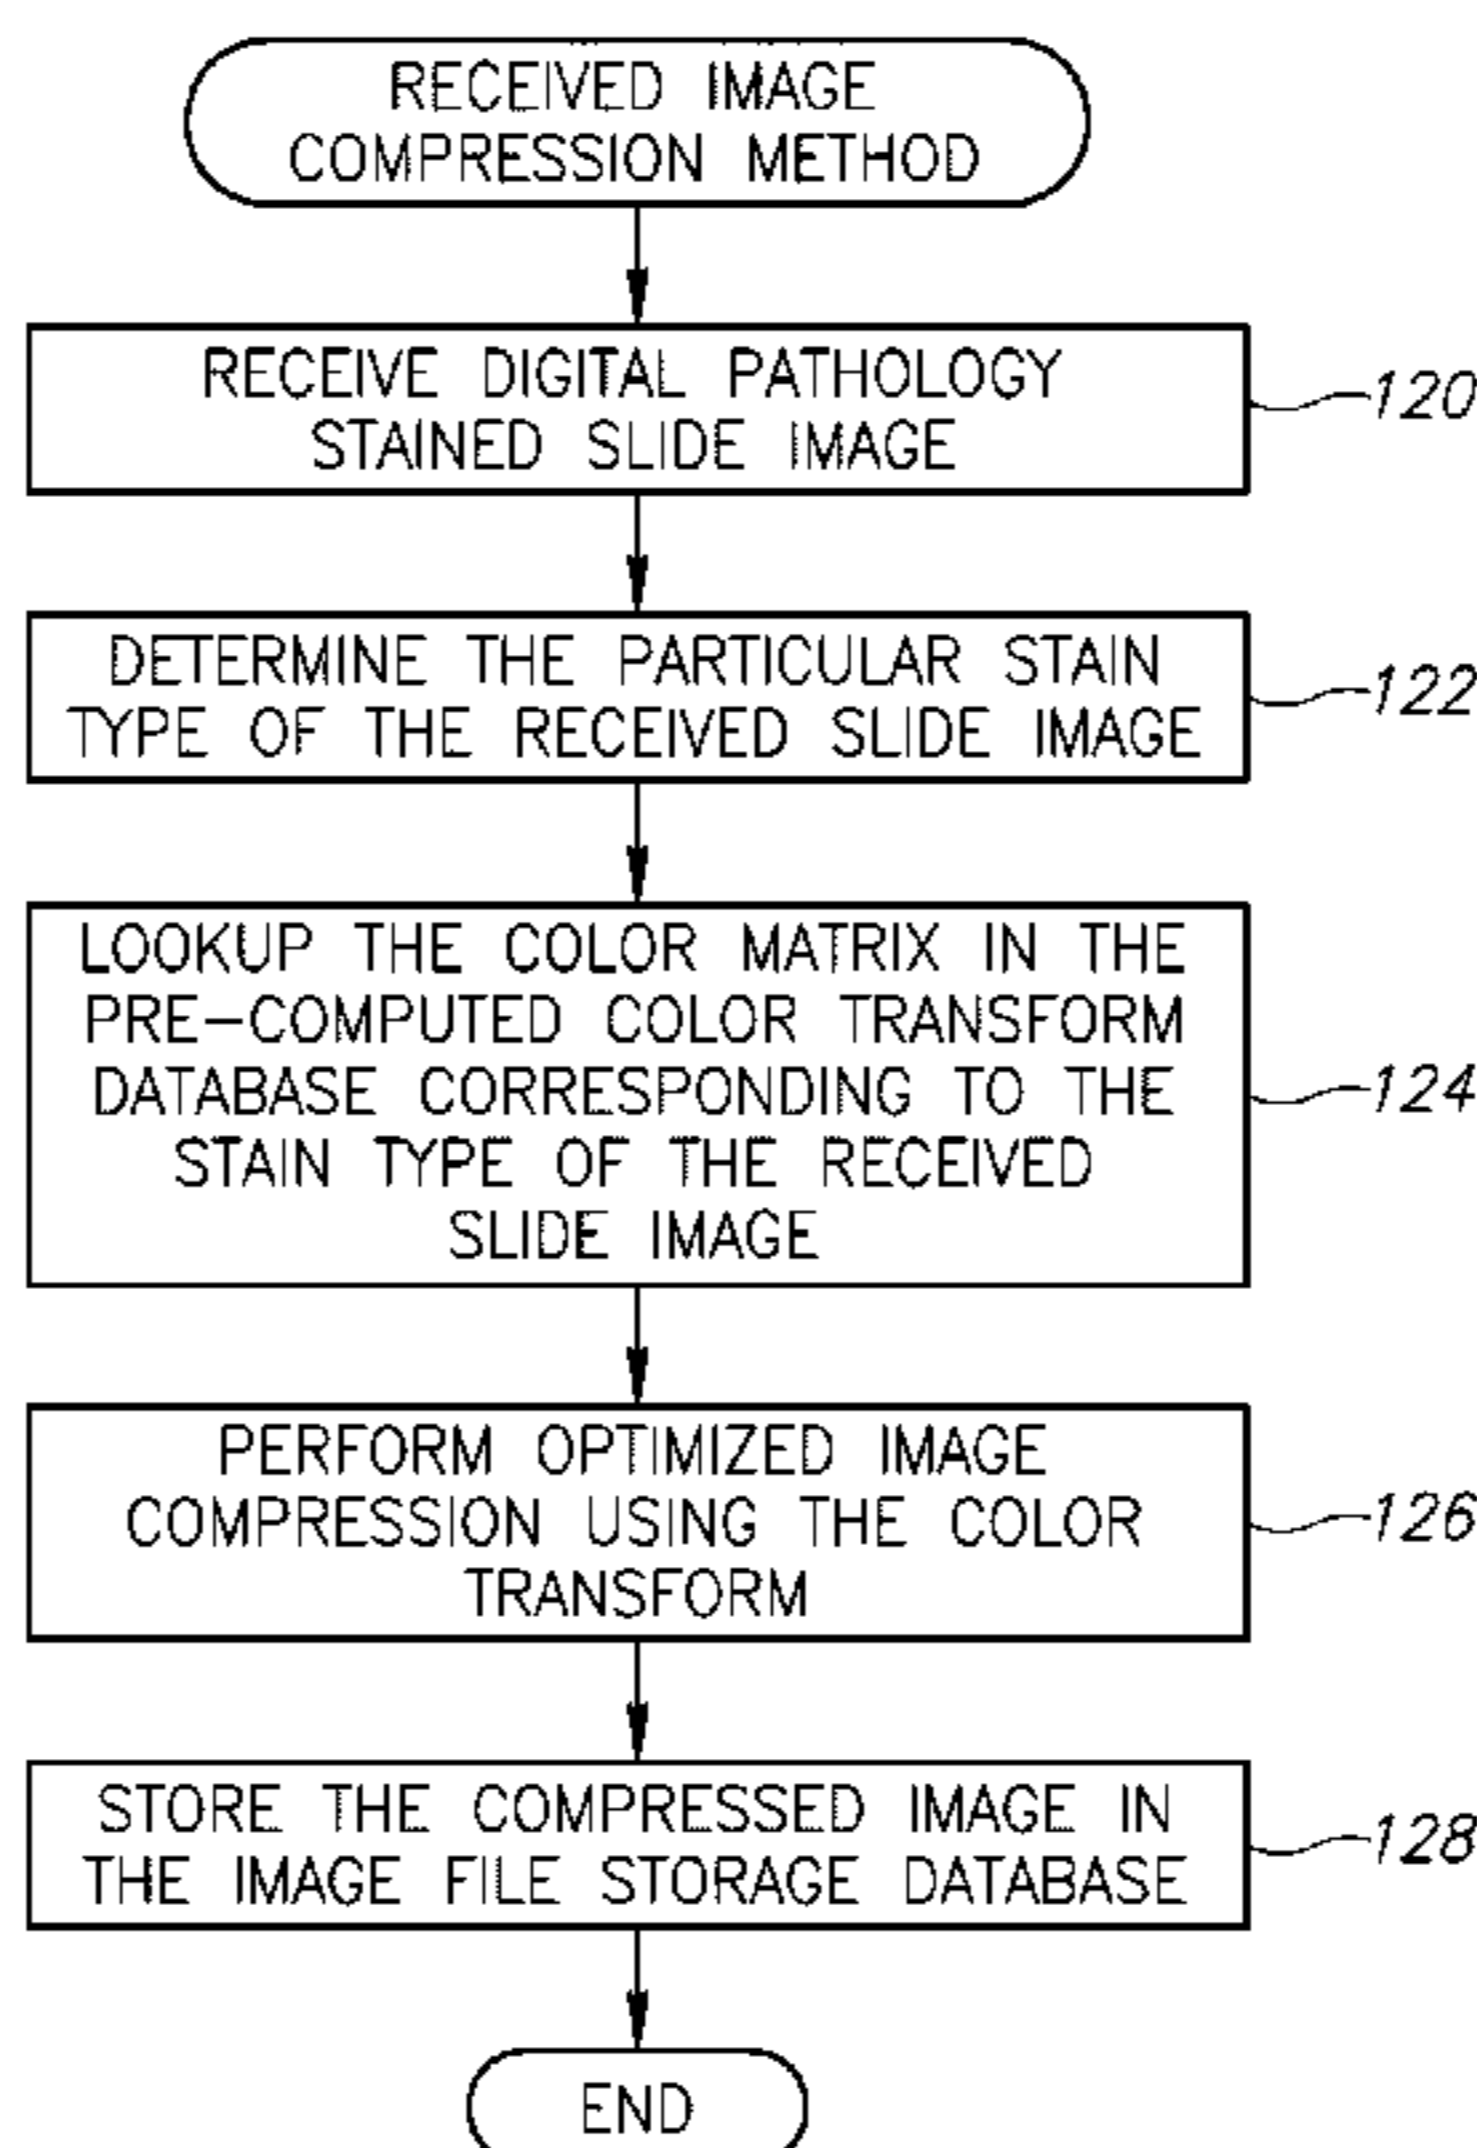 RECEIVED IMAGE
COMPRESSION METHOD
RECEIVE DIGITAL PATHOLOGY
STAINED SLIDE IMAGE
120
DETERMINE THE PARTICULAR STAIN
TYPE OF THE RECEIVED SLIDE IMAGE
122
LOOKUP THE COLOR MATRIX IN THE
PRE-COMPUTED COLOR TRANSFORM
DATABASE CORRESPONDING TO THE
STAIN TYPE OF THE RECEIVED
SLIDE IMAGE
124
PERFORM OPTIMIZED IMAGE
COMPRESSION USING THE COLOR
TRANSFORM
126
STORE THE COMPRESSED IMAGE IN
THE IMAGE FILE STORAGE DATABASE
128
END